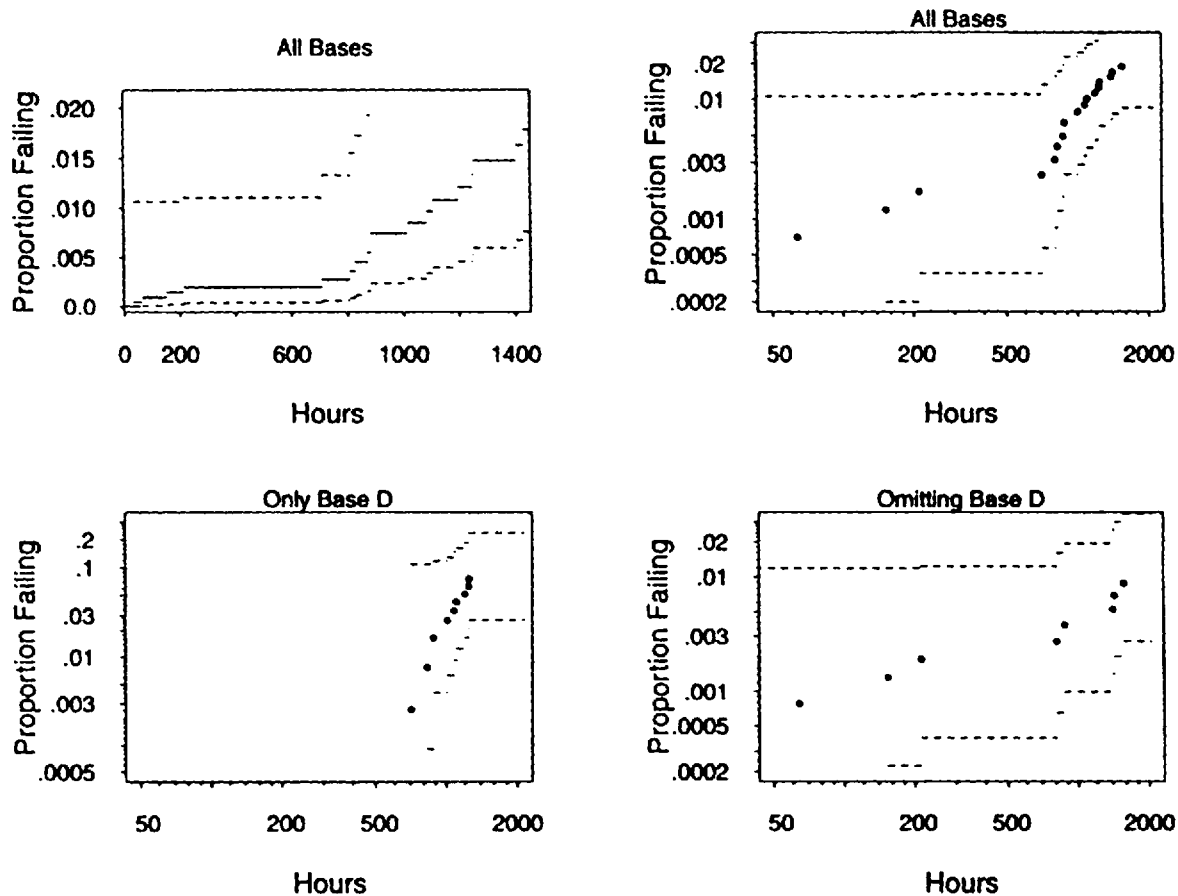 All Bases
Proportion Failing
.020
.015
.010
.005
0.0
0 200 600 1000 1400
Hours
All Bases
Proportion Failing
.02
.01
.003
.001
.0005
.0002
50 200 500 2000
Hours
Only Base D
Proportion Failing
.2
.1
.03
.01
.003
.0005
50 200 500 2000
Hours
Omitting Base D
Proportion Failing
.02
.01
.003
.001
.0005
.0002
50 200 500 2000
Hours